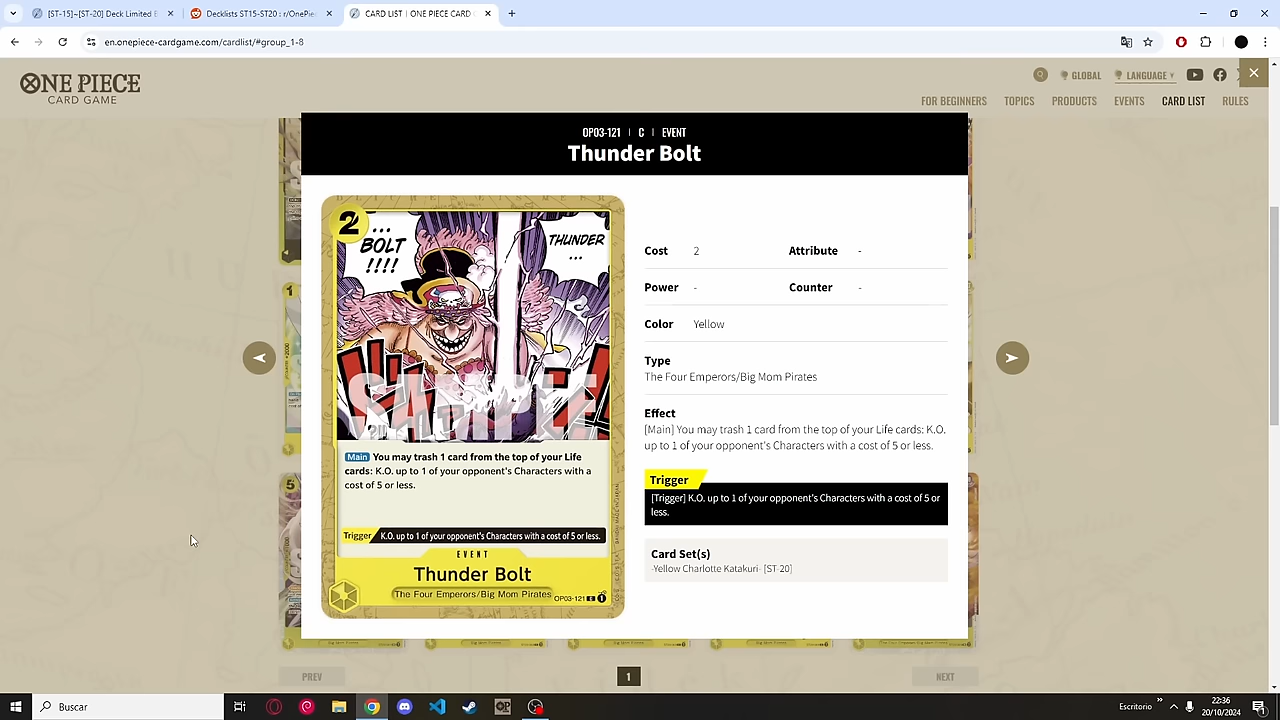 [ST-15]~[ST-20] Deck Limited E
Decklists ST15-ST20 : r/OnePie
CARD LIST | ONE PIECE CARD
en.onepiece-cardgame.com/cardlist/#group_1-8
ONE PIECE
CARD GAME
GLOBAL
LANGUAGE
FOR BEGINNERS
TOPICS
PRODUCTS
EVENTS
CARD LIST
RULES
OP03-121 | C | EVENT
Thunder Bolt
2
...
BOLT
!!!!
THUNDER
...
SAMPLE
Main You may trash 1 card from the top of your Life
cards: K.O. up to 1 of your opponent's Characters with a
cost of 5 or less.
Trigger K.O. up to 1 of your opponent's Characters with a cost of 5 or less.
EVENT
Thunder Bolt
The Four Emperors/Big Mom Pirates
OP03-121 C
Cost 2
Attribute -
Power -
Counter -
Color Yellow
Type
The Four Emperors/Big Mom Pirates
Effect
[Main] You may trash 1 card from the top of your Life cards: K.O.
up to 1 of your opponent's Characters with a cost of 5 or less.
Trigger
[Trigger] K.O. up to 1 of your opponent's Characters with a cost of 5 or
less.
Card Set(s)
-Yellow Charlotte Katakuri- [ST-20]
1
5
PREV
1
NEXT
Buscar
OP
Escritorio
22:36
20/10/2024